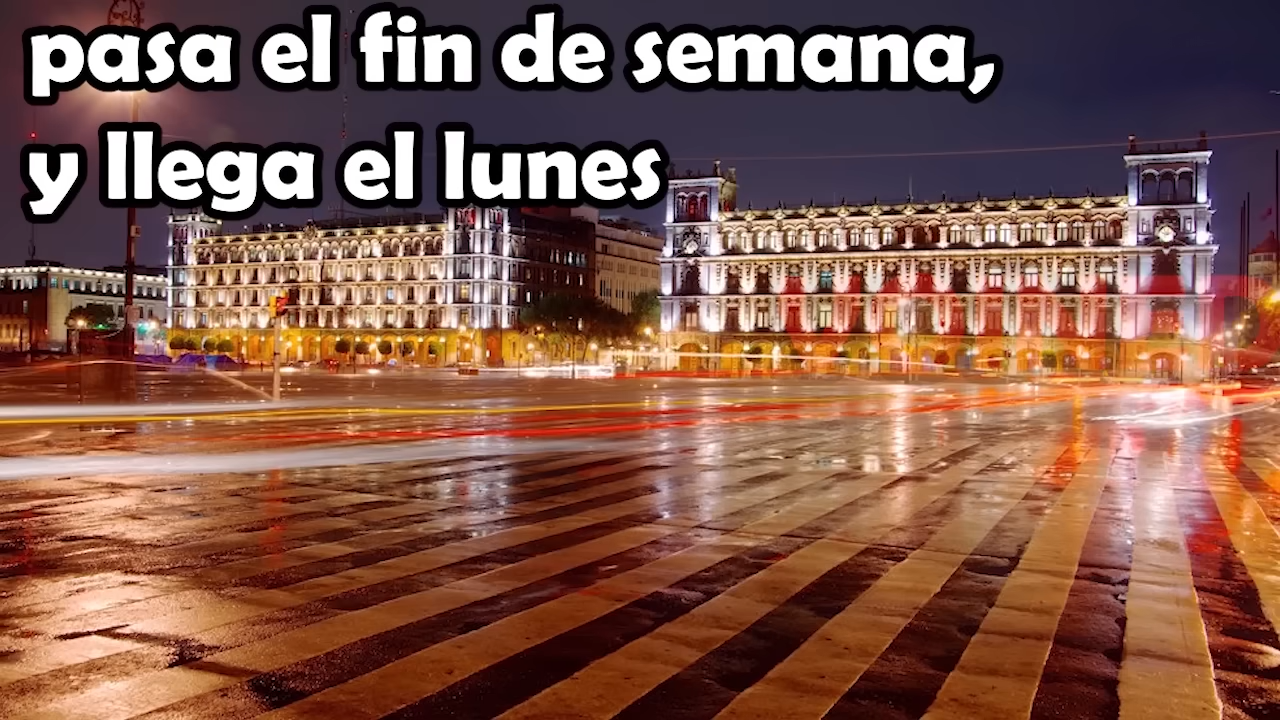 pasa el fin de semana,
y llega el lunes